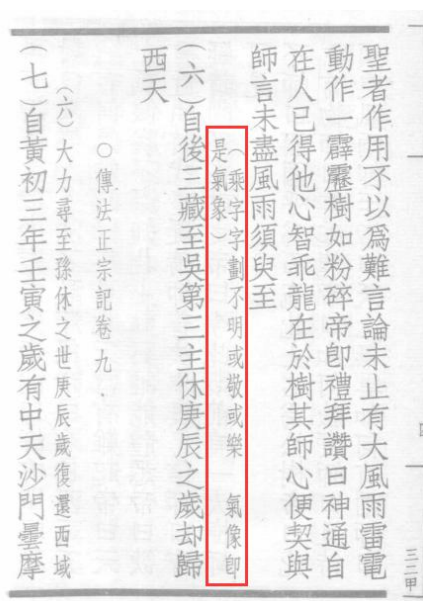 聖者作用不以爲難言論未止有大風雨雷電
動作一霹靂樹如粉碎帝卽禮拜讚曰神通自
在人已得他心智乖龍在於樹其師心便契與
師言未盡風雨須臾至
（乘字字劃不明或敬或樂　氣像卽
是氣象）
（六）自後三藏至吳第三主休庚辰之歲却歸
西天
○傳法正宗記卷九．
（六）大力尋至孫休之世庚辰歲復還西域
（七）自黃初三年壬寅之歲有中天沙門曇摩
三二甲